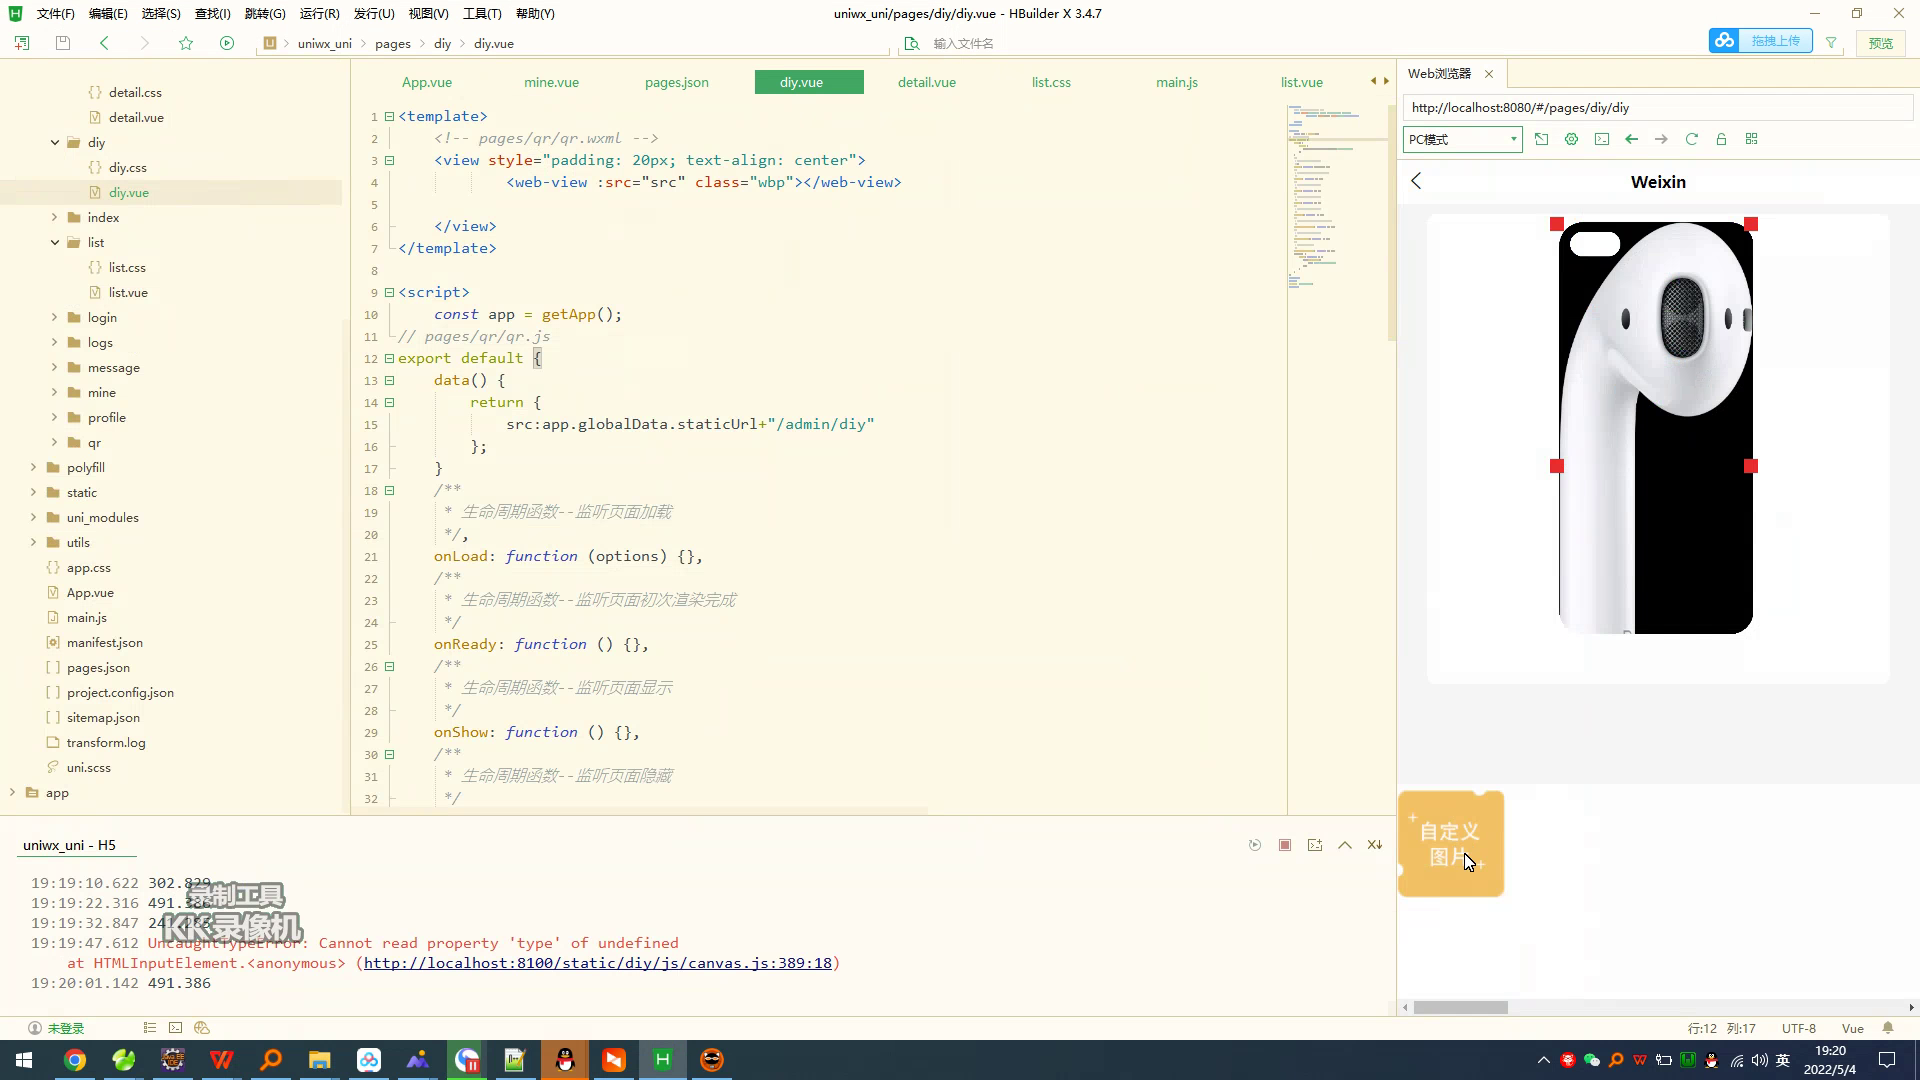 文件(F) 编辑(E) 选择(S) 查找(I) 跳转(G) 运行(R) 发行(U) 视图(V) 工具(T) 帮助(Y) uniwx_uni/pages/diy/diy.vue - HBuilder X 3.4.7
uniwx_uni pages diy diy.vue 输入文件名 拖拽上传 预览
App.vue mine.vue pages.json diy.vue detail.vue list.css main.js list.vue
detail.css
detail.vue
diy
diy.css
diy.vue
index
list
list.css
list.vue
login
logs
message
mine
profile
qr
polyfill
static
uni_modules
utils
app.css
App.vue
main.js
manifest.json
pages.json
project.config.json
sitemap.json
transform.log
uni.scss
app
1 <template>
2 <!-- pages/qr/qr.wxml -->
3 <view style="padding: 20px; text-align: center">
4 <web-view :src="src" class="wbp"></web-view>
5
6 </view>
7 </template>
8
9 <script>
10 const app = getApp();
11 // pages/qr/qr.js
12 export default {
13 data() {
14 return {
15 src:app.globalData.staticUrl+"/admin/diy"
16 };
17 }
18 /**
19 * 生命周期函数--监听页面加载
20 */,
21 onLoad: function (options) {},
22 /**
23 * 生命周期函数--监听页面初次渲染完成
24 */
25 onReady: function () {},
26 /**
27 * 生命周期函数--监听页面显示
28 */
29 onShow: function () {},
30 /**
31 * 生命周期函数--监听页面隐藏
32 */
Web浏览器
http://localhost:8080/#/pages/diy/diy
PC模式
Weixin
自定义
图片
uniwx_uni - H5
19:19:10.622 302.829
19:19:22.316 491.386
19:19:32.847 241.285
19:19:47.612 UncaughtTypeError: Cannot read property 'type' of undefined
at HTMLInputElement.<anonymous> (http://localhost:8100/static/diy/js/canvas.js:389:18)
19:20:01.142 491.386
录制工具
KK录像机
未登录 行:12 列:17 UTF-8 Vue
英 19:20
2022/5/4